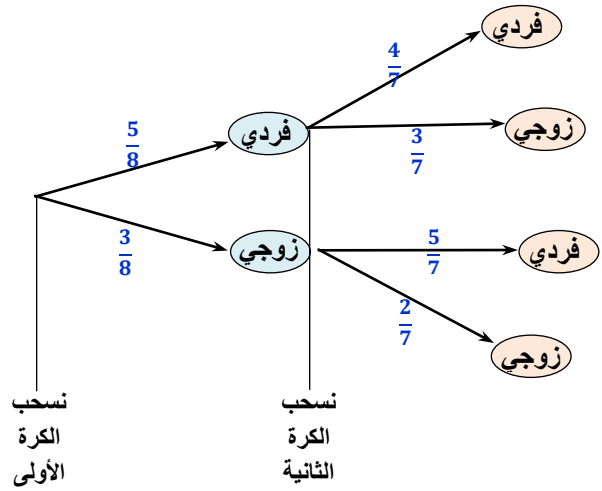 فردي
4/7
فردي
زوجي
5/8
3/7
3/8
زوجي
5/7
فردي
2/7
زوجي
نسحب
الكرة
الأولى
نسحب
الكرة
الثانية